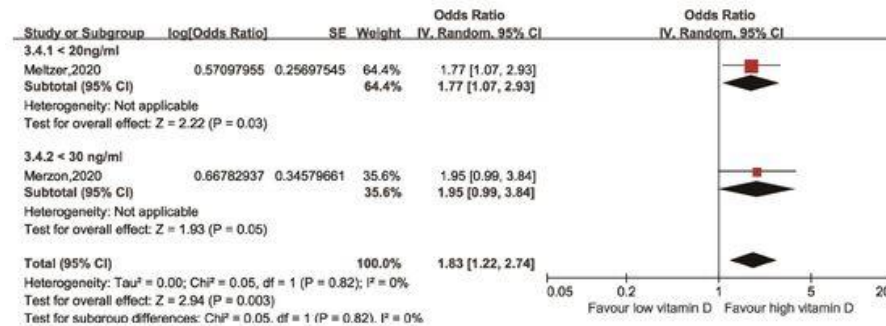 Odds Ratio Odds Ratio
Study or Subgroup log[Odds Ratio] SE Weight IV, Random, 95% CI IV, Random, 95% CI
3.4.1 < 20ng/ml
Meltzer,2020 0.57097955 0.25697545 64.4% 1.77 [1.07, 2.93]
Subtotal (95% CI) 64.4% 1.77 [1.07, 2.93]
Heterogeneity: Not applicable
Test for overall effect: Z = 2.22 (P = 0.03)
3.4.2 < 30 ng/ml
Merzon,2020 0.66782937 0.34579661 35.6% 1.95 [0.99, 3.84]
Subtotal (95% CI) 35.6% 1.95 [0.99, 3.84]
Heterogeneity: Not applicable
Test for overall effect: Z = 1.93 (P = 0.05)
Total (95% CI) 100.0% 1.83 [1.22, 2.74]
Heterogeneity: Tau² = 0.00; Chi² = 0.05, df = 1 (P = 0.82); I² = 0%
Test for overall effect: Z = 2.94 (P = 0.003)
Test for subgroup differences: Chi² = 0.05, df = 1 (P = 0.82), I² = 0%
0.05 0.2 1 5 20
Favour low vitamin D Favour high vitamin D